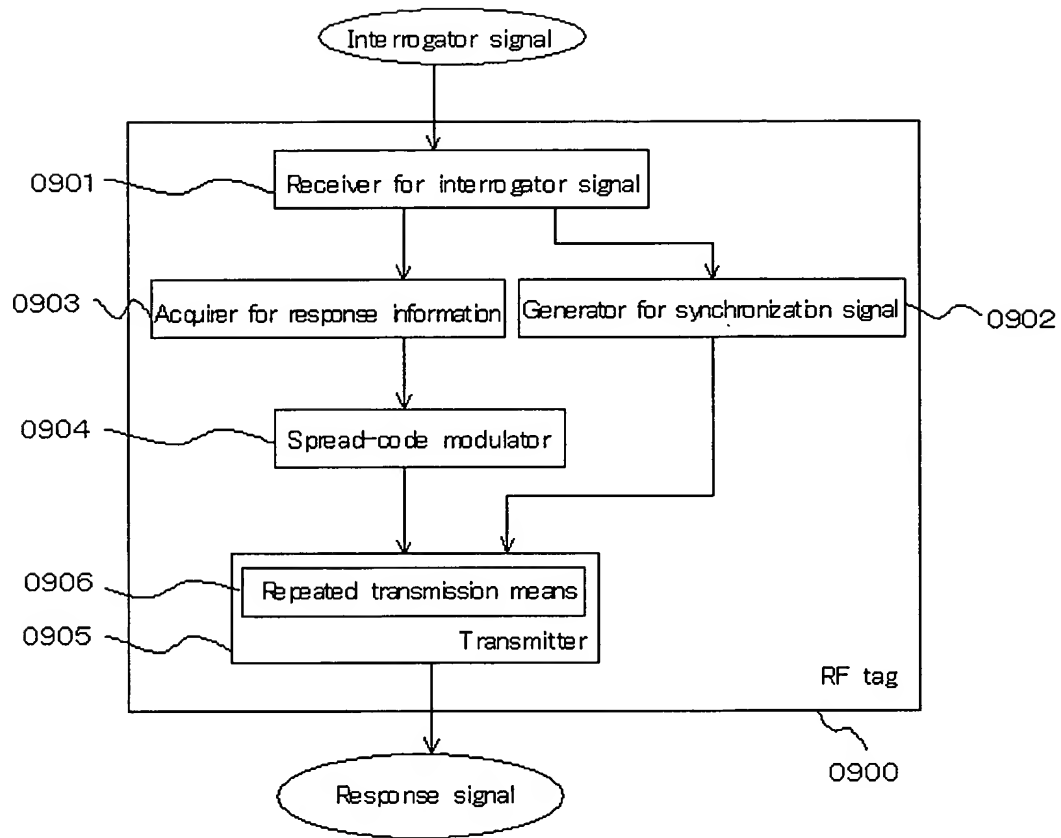 Interrogator signal
0901
Receiver for interrogator signal
0903
Acquirer for response information
Generator for synchronization signal
0902
0904
Spread-code modulator
0906
Repeated transmission means
0905
Transmitter
RF tag
0900
Response signal